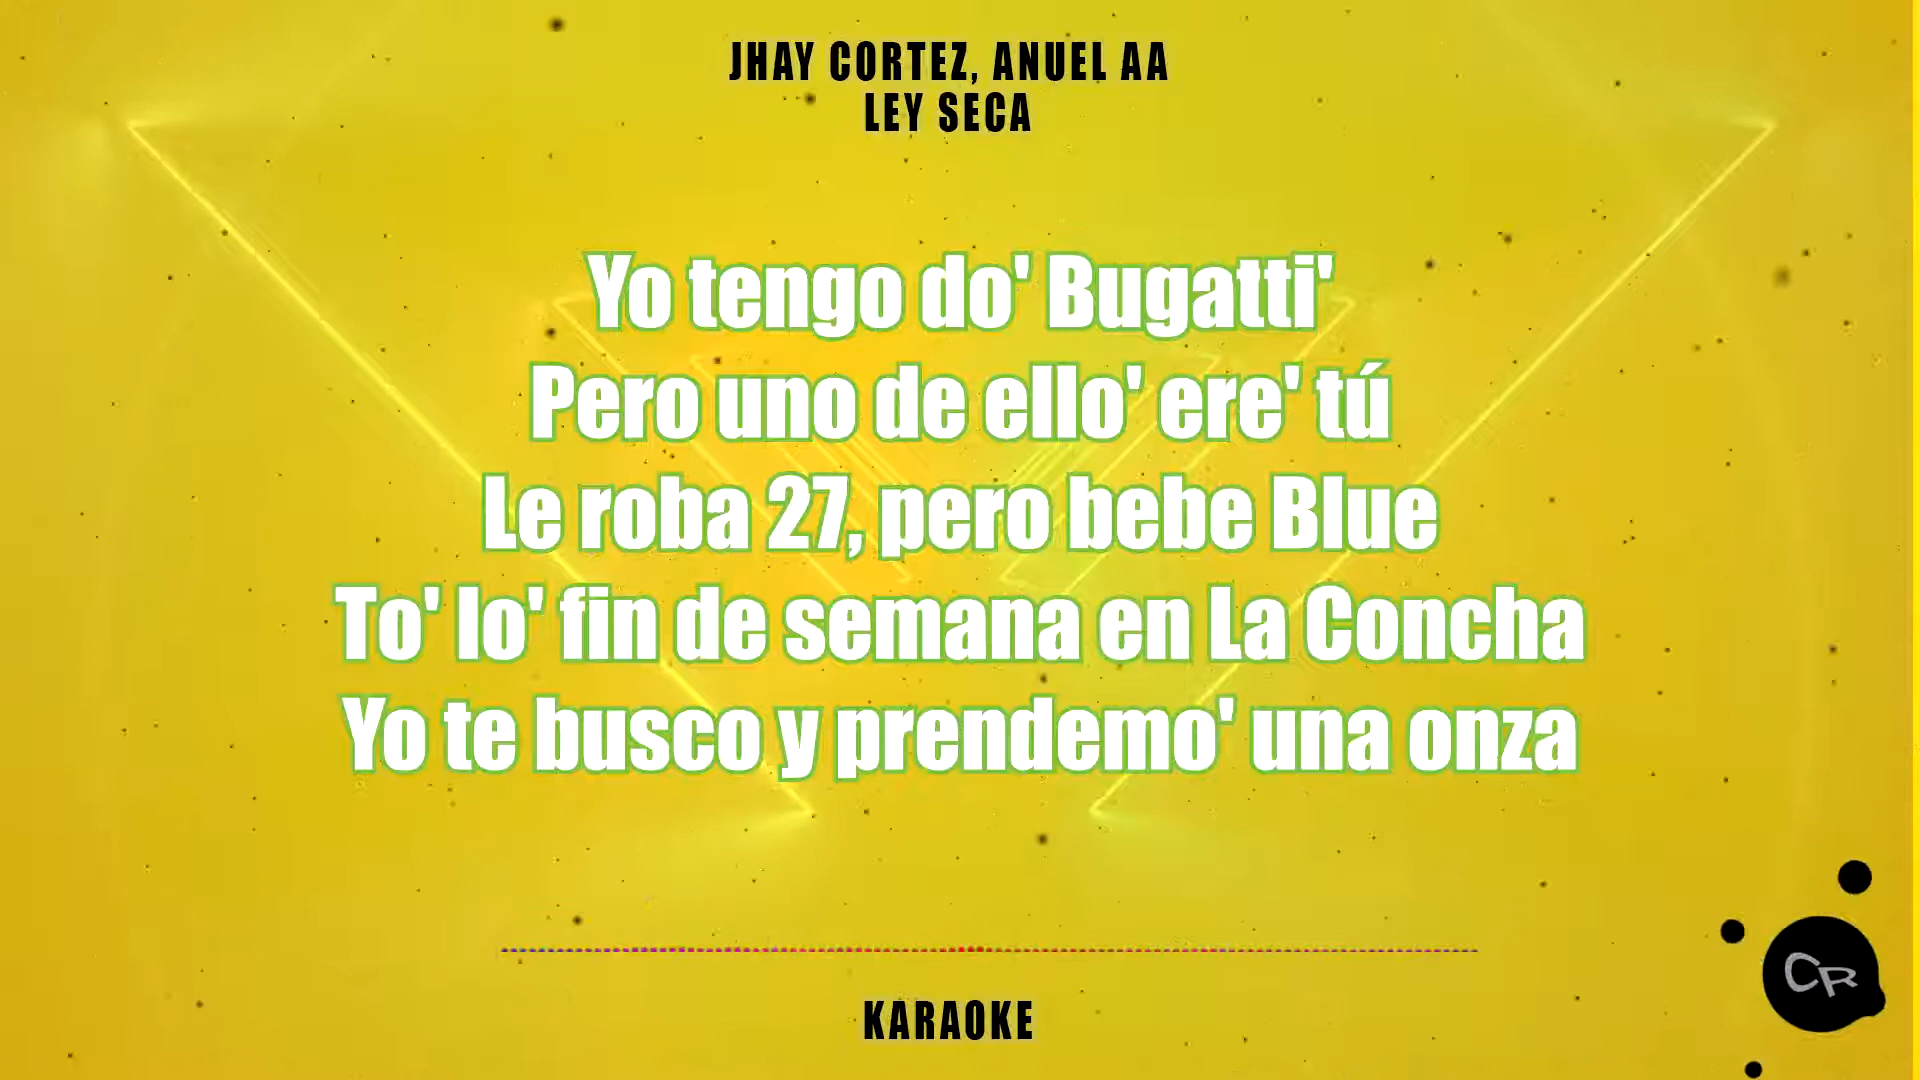 JHAY CORTEZ, ANUEL AA
LEY SECA
Yo tengo do' Bugatti'
Pero uno de ello' ere' tú
Le roba 27, pero bebe Blue
To' lo' fin de semana en La Concha
Yo te busco y prendemo' una onza
KARAOKE
CR